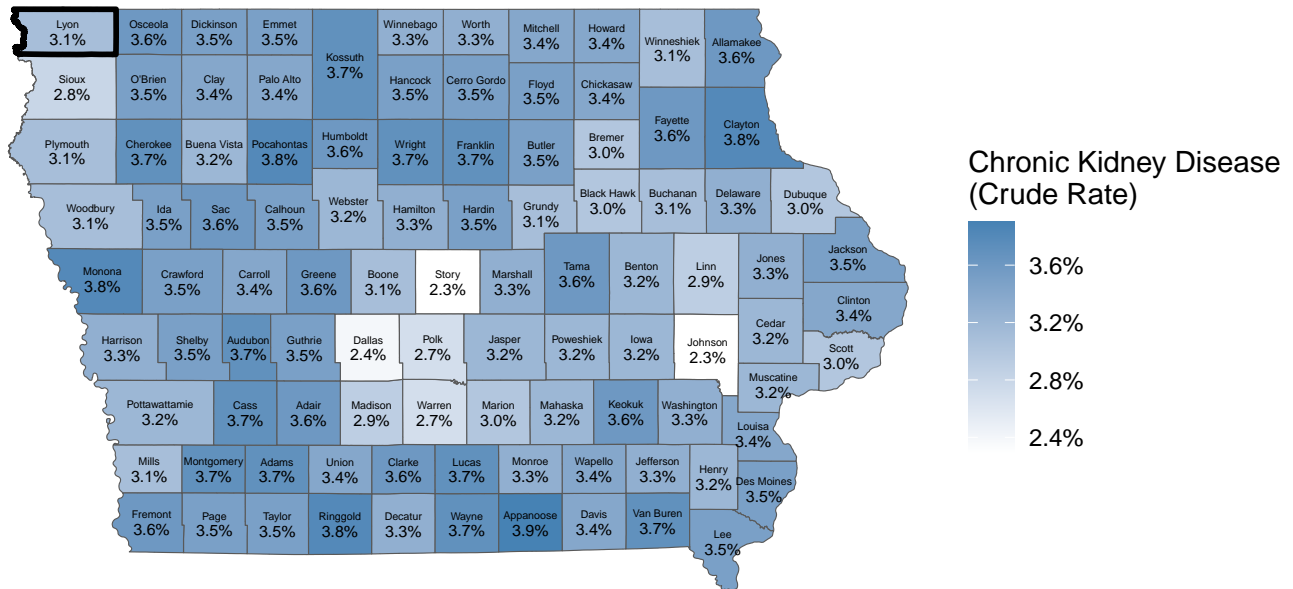 Lyon
3.1%
Osceola
3.6%
Dickinson
3.5%
Emmet
3.5%
Kossuth
3.7%
Winnebago
3.3%
Worth
3.3%
Mitchell
3.4%
Howard
3.4%
Winneshiek
3.1%
Allamakee
3.6%
Sioux
2.8%
O'Brien
3.5%
Clay
3.4%
Palo Alto
3.4%
Hancock
3.5%
Cerro Gordo
3.5%
Floyd
3.5%
Chickasaw
3.4%
Plymouth
3.1%
Cherokee
3.7%
Buena Vista
3.2%
Pocahontas
3.8%
Humboldt
3.6%
Wright
3.7%
Franklin
3.7%
Butler
3.5%
Bremer
3.0%
Fayette
3.6%
Clayton
3.8%
Woodbury
3.1%
Ida
3.5%
Sac
3.6%
Calhoun
3.5%
Webster
3.2%
Hamilton
3.3%
Hardin
3.5%
Grundy
3.1%
Black Hawk
3.0%
Buchanan
3.1%
Delaware
3.3%
Dubuque
3.0%
Monona
3.8%
Crawford
3.5%
Carroll
3.4%
Greene
3.6%
Boone
3.1%
Story
2.3%
Marshall
3.3%
Tama
3.6%
Benton
3.2%
Linn
2.9%
Jones
3.3%
Jackson
3.5%
Clinton
3.4%
Harrison
3.3%
Shelby
3.5%
Audubon
3.7%
Guthrie
3.5%
Dallas
2.4%
Polk
2.7%
Jasper
3.2%
Poweshiek
3.2%
Iowa
3.2%
Johnson
2.3%
Cedar
3.2%
Scott
3.0%
Muscatine
3.2%
Pottawattamie
3.2%
Cass
3.7%
Adair
3.6%
Madison
2.9%
Warren
2.7%
Marion
3.0%
Mahaska
3.2%
Keokuk
3.6%
Washington
3.3%
Louisa
3.4%
Mills
3.1%
Montgomery
3.7%
Adams
3.7%
Union
3.4%
Clarke
3.6%
Lucas
3.7%
Monroe
3.3%
Wapello
3.4%
Jefferson
3.3%
Henry
3.2%
Des Moines
3.5%
Fremont
3.6%
Page
3.5%
Taylor
3.5%
Ringgold
3.8%
Decatur
3.3%
Wayne
3.7%
Appanoose
3.9%
Davis
3.4%
Van Buren
3.7%
Lee
3.5%
Chronic Kidney Disease
(Crude Rate)
3.6%
3.2%
2.8%
2.4%